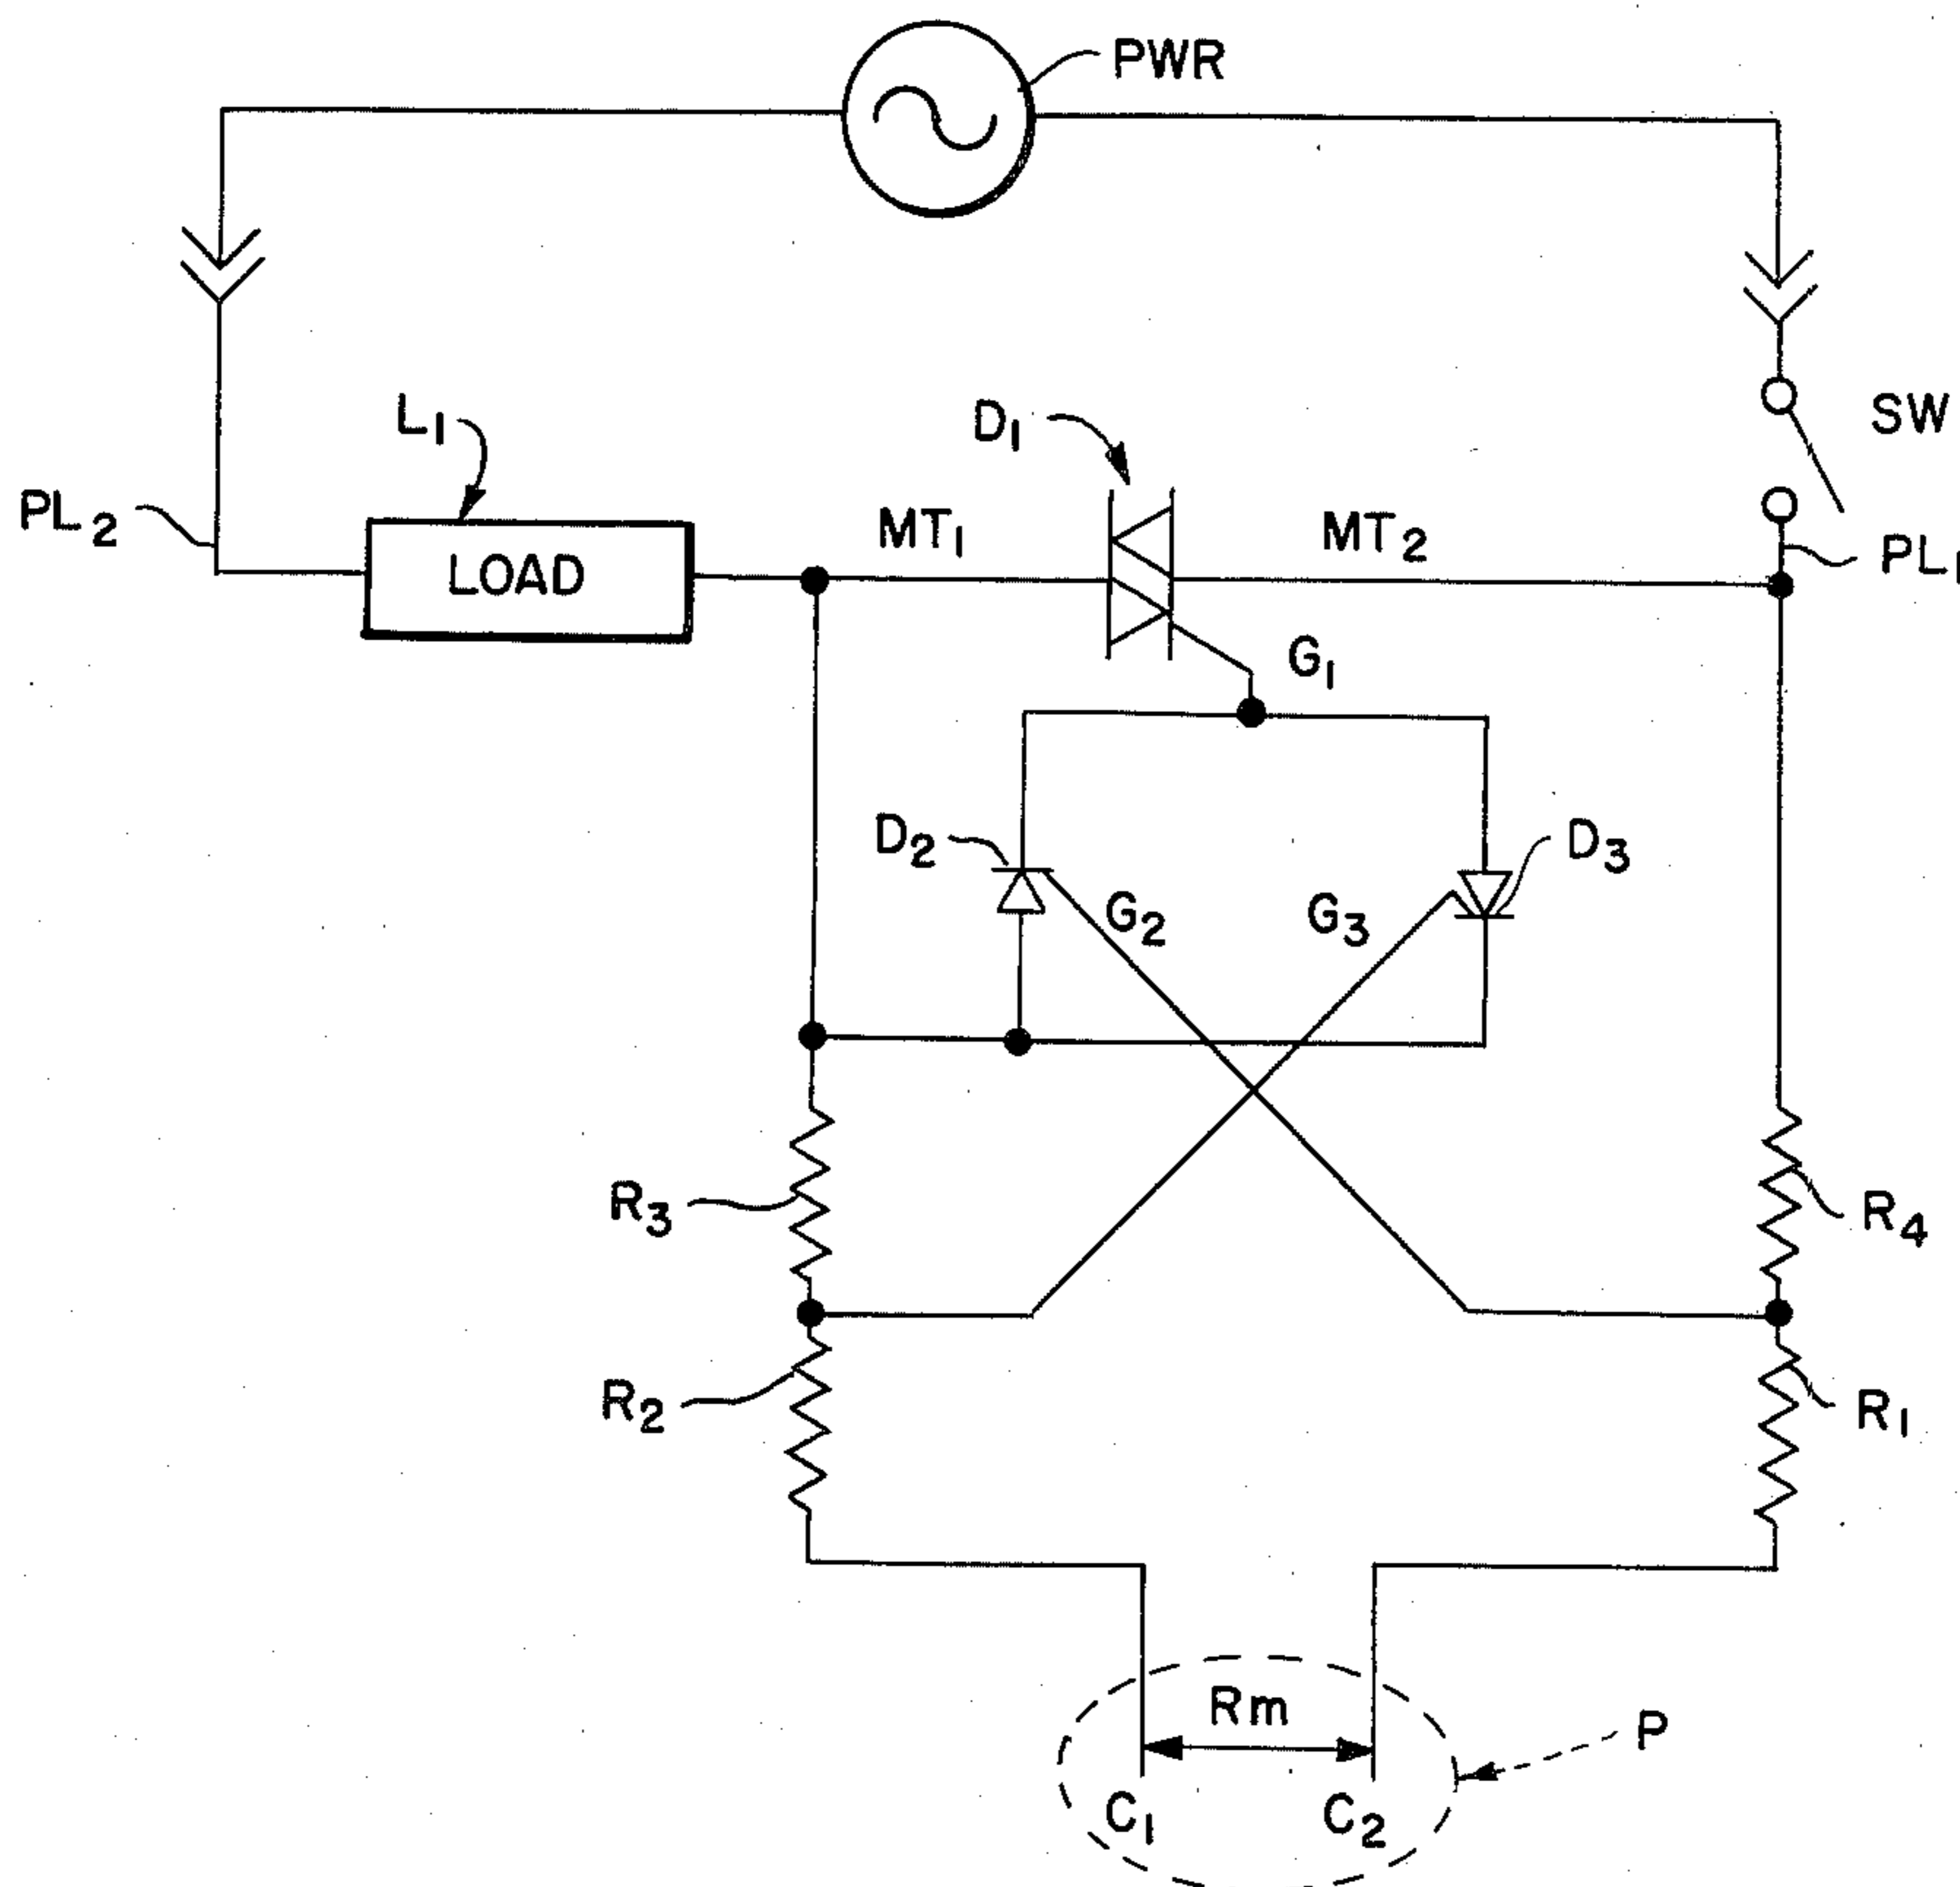 PWR
L1
D1
SW
PL2
LOAD
MT1
MT2
PL1
G1
D2
G2
G3
D3
R3
R4
R2
R1
Rm
P
C1
C2